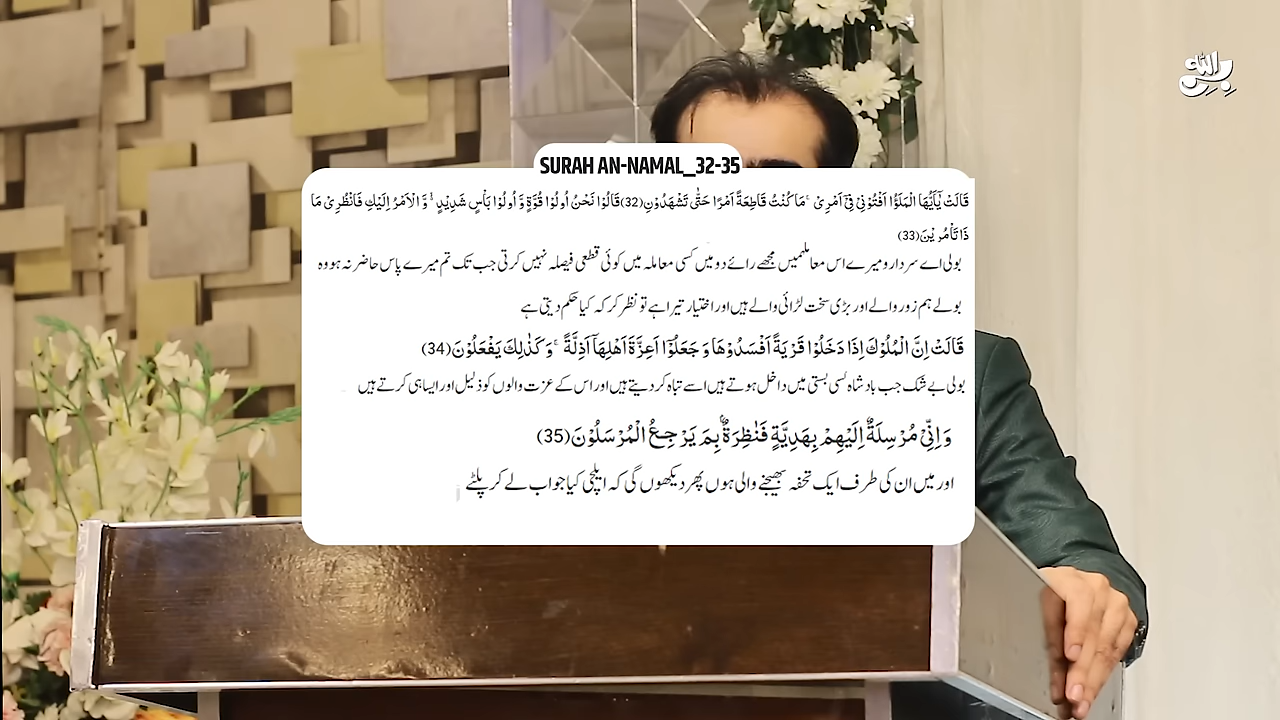 بسم الله
SURAH AN-NAMAL_32-35
قَالَتْ یٰۤاَیُّهَا الْمَلَؤُا اَفْتُوْنِیْ فِیْۤ اَمْرِیْۚ-مَا كُنْتُ قَاطِعَةً اَمْرًا حَتّٰى تَشْهَدُوْنِ(32)قَالُوْا نَحْنُ اُولُوْا قُوَّةٍ وَّ اُولُوْا بَاْسٍ شَدِیْدٍ ﳔ وَّ الْاَمْرُ اِلَیْكِ فَانْظُرِیْ مَا
ذَا تَاْمُرِیْنَ(33)
بولی اے سردارو میرے اس معاملمیں مجھے رائے دو میں کسی معاملہ میں کوئی قطعی فیصلہ نہیں کرتی جب تک تم میرے پاس حاضر نہ ہو وہ
بولے ہم زور والے اور بڑی سخت لڑائی والے ہیں اور اختیار تیرا ہے تو نظر کر کہ کیا حکم دیتی ہے
قَالَتْ اِنَّ الْمُلُوْكَ اِذَا دَخَلُوْا قَرْیَةً اَفْسَدُوْهَا وَ جَعَلُوْۤا اَعِزَّةَ اَهْلِهَاۤ اَذِلَّةًۚ-وَ كَذٰلِكَ یَفْعَلُوْنَ(34)
بولی بے شک جب بادشاہ کسی بستی میں داخل ہوتے ہیں اسے تباہ کردیتے ہیں اور اس کے عزت والوں کو ذلیل اور ایسا ہی کرتے ہیں
وَ اِنِّیْ مُرْسِلَةٌ اِلَیْهِمْ بِهَدِیَّةٍ فَنٰظِرَةٌۢ بِمَ یَرْجِعُ الْمُرْسَلُوْنَ(35)
اور میں ان کی طرف ایک تحفہ بھیجنے والی ہوں پھر دیکھوں گی کہ ایلچی کیا جواب لے کر پلٹے